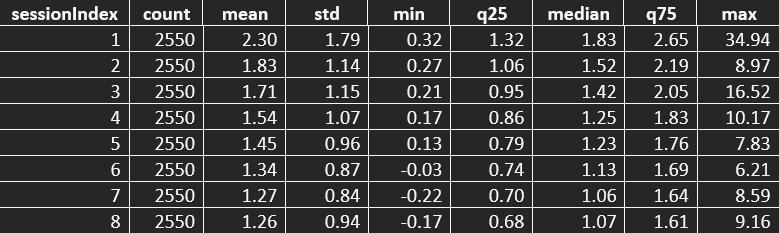 sessionIndex count mean std min q25 median q75 max
1 2550 2.30 1.79 0.32 1.32 1.83 2.65 34.94
2 2550 1.83 1.14 0.27 1.06 1.52 2.19 8.97
3 2550 1.71 1.15 0.21 0.95 1.42 2.05 16.52
4 2550 1.54 1.07 0.17 0.86 1.25 1.83 10.17
5 2550 1.45 0.96 0.13 0.79 1.23 1.76 7.83
6 2550 1.34 0.87 -0.03 0.74 1.13 1.69 6.21
7 2550 1.27 0.84 -0.22 0.70 1.06 1.64 8.59
8 2550 1.26 0.94 -0.17 0.68 1.07 1.61 9.16